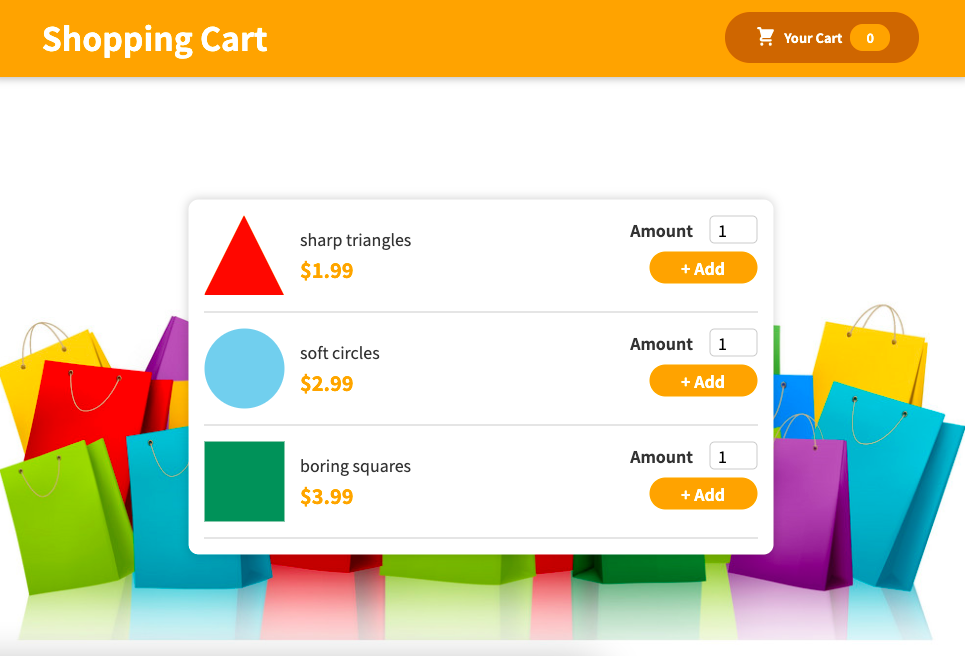 Shopping Cart
Your Cart 0
sharp triangles
$1.99
Amount 1
+ Add
soft circles
$2.99
Amount 1
+ Add
boring squares
$3.99
Amount 1
+ Add